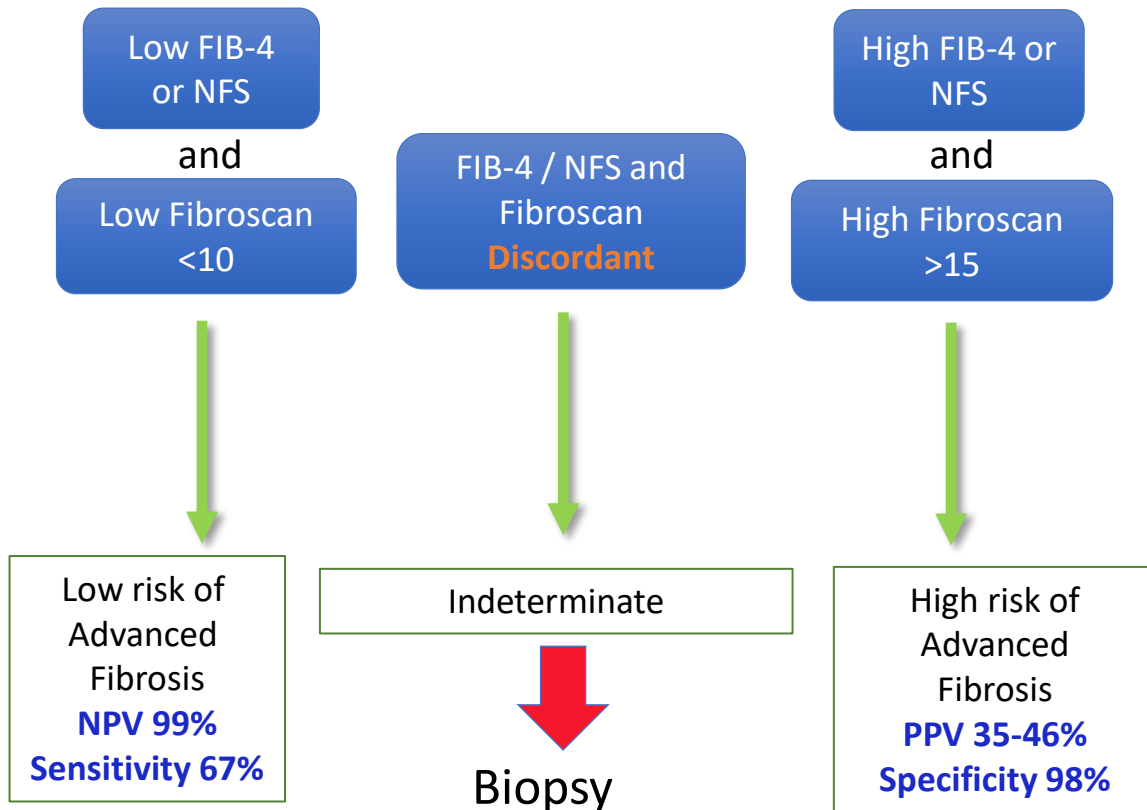 Low FIB-4
or NFS
and
Low Fibroscan
<10
FIB-4 / NFS and
Fibroscan
Discordant
High FIB-4 or
NFS
and
High Fibroscan
>15
Low risk of
Advanced
Fibrosis
NPV 99%
Sensitivity 67%
Indeterminate
Biopsy
High risk of
Advanced
Fibrosis
PPV 35-46%
Specificity 98%